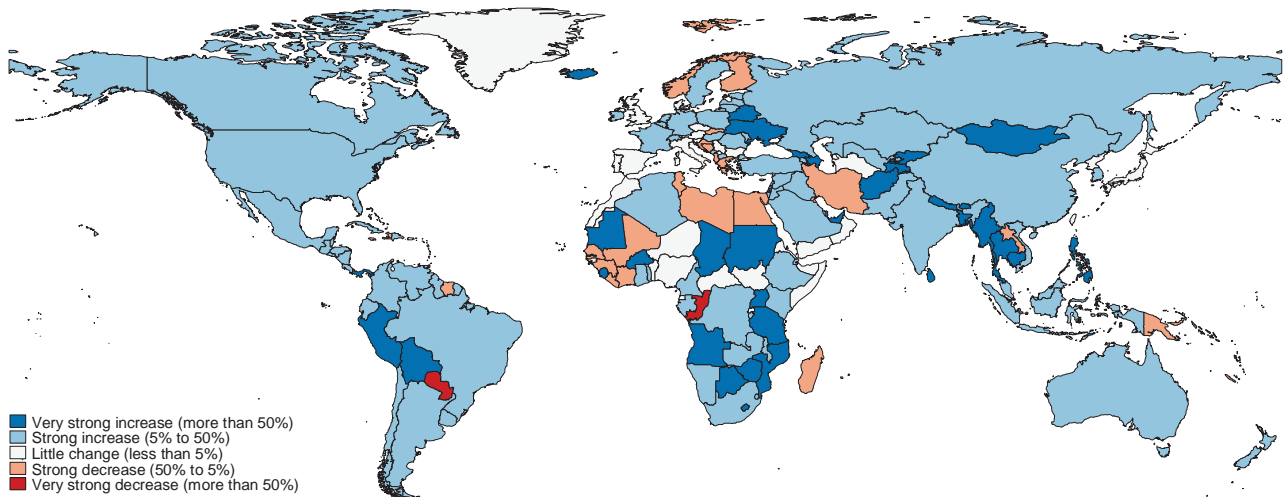 Very strong increase (more than 50%)
Strong increase (5% to 50%)
Little change (less than 5%)
Strong decrease (50% to 5%)
Very strong decrease (more than 50%)